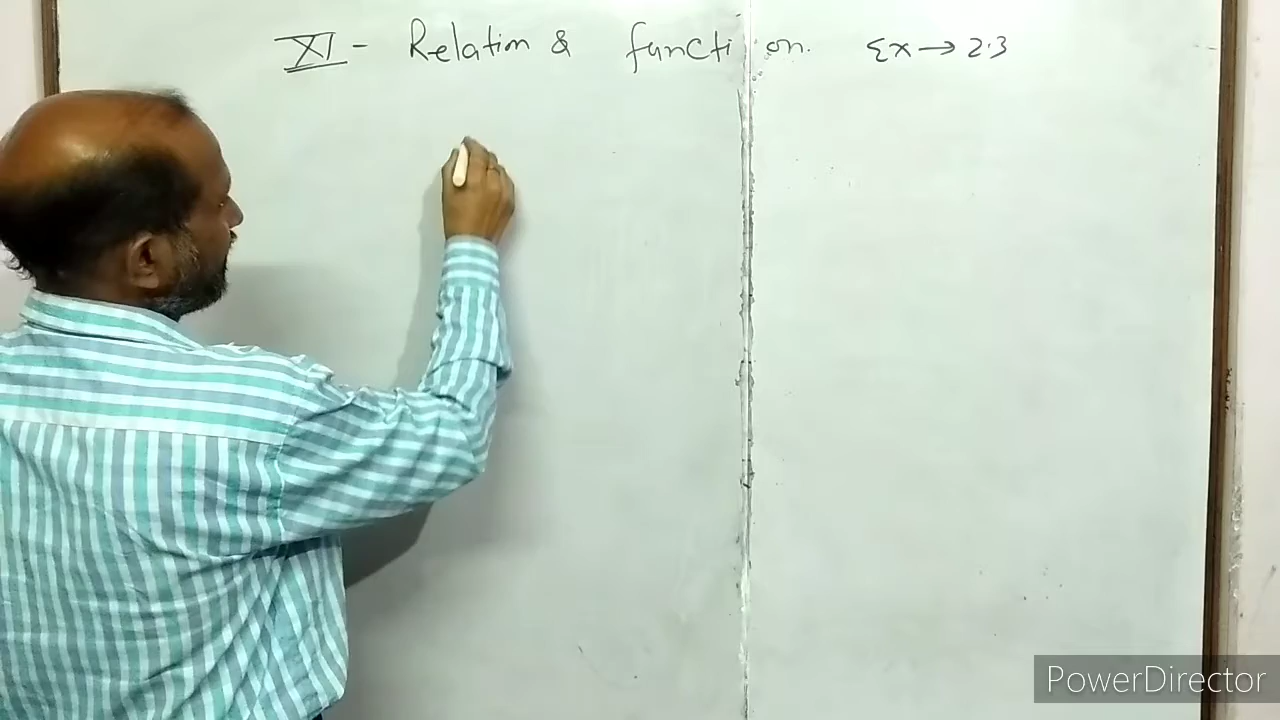 XI - Relation & function. Ex → 2.3
PowerDirector